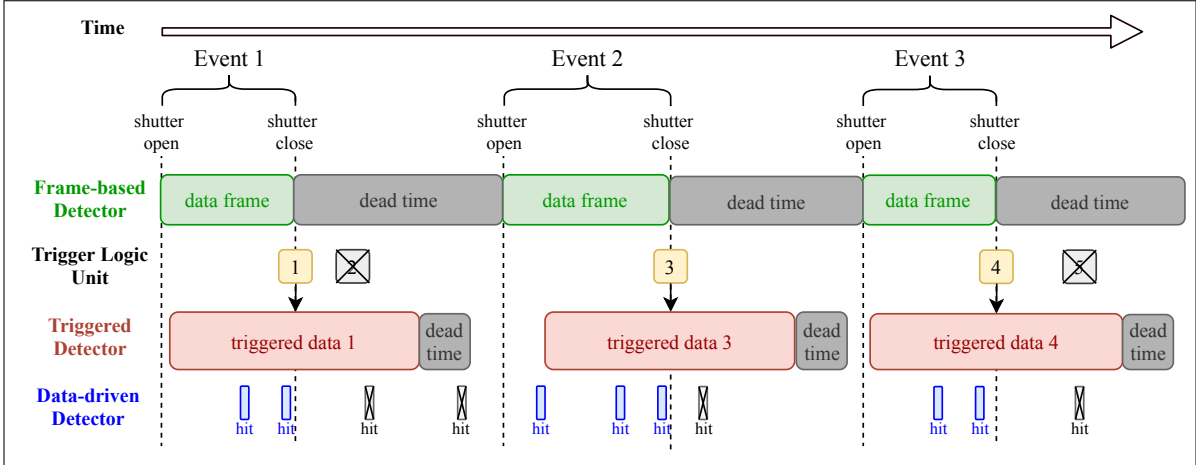 Time
Event 1
Event 2
Event 3
shutter
open
shutter
close
shutter
open
shutter
close
shutter
open
shutter
close
Frame-based
Detector
data frame
dead time
data frame
dead time
data frame
dead time
Trigger Logic
Unit
1
2
3
4
5
Triggered
Detector
triggered data 1
dead
time
triggered data 3
dead
time
triggered data 4
dead
time
Data-driven
Detector
hit
hit
hit
hit
hit
hit
hit
hit
hit
hit
hit